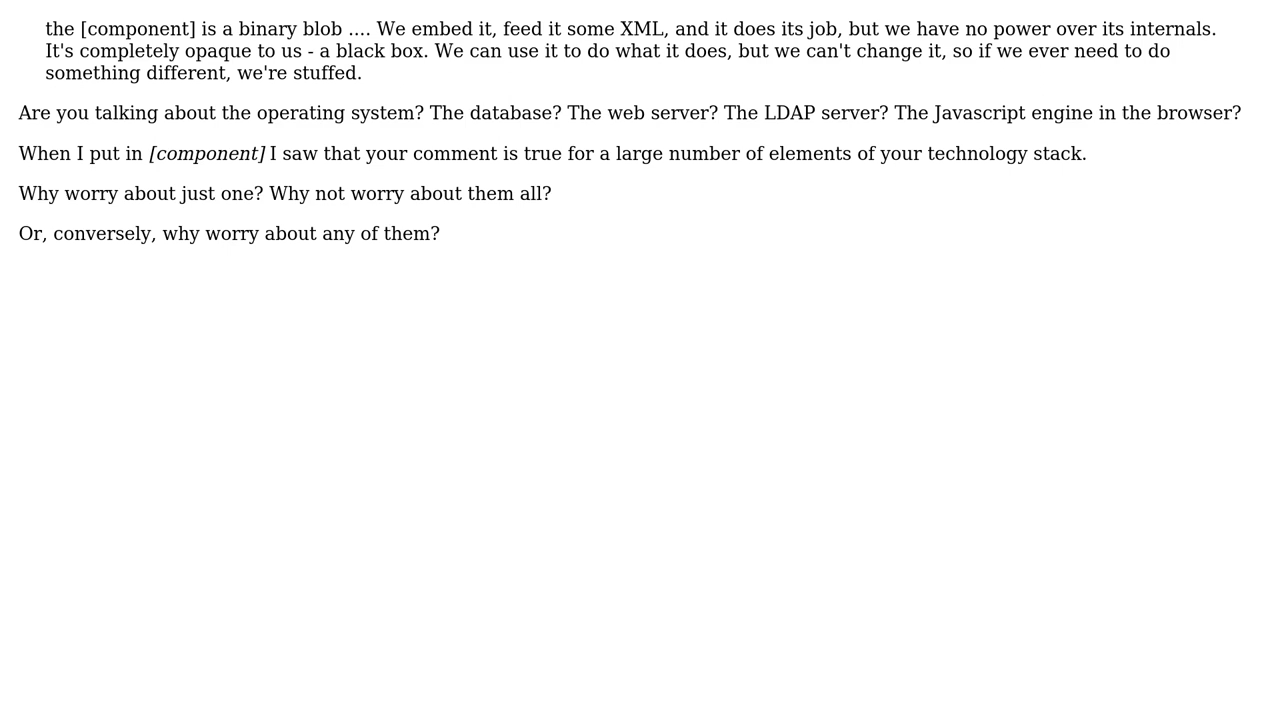 the [component] is a binary blob .... We embed it, feed it some XML, and it does its job, but we have no power over its internals.
It's completely opaque to us - a black box. We can use it to do what it does, but we can't change it, so if we ever need to do
something different, we're stuffed.
Are you talking about the operating system? The database? The web server? The LDAP server? The Javascript engine in the browser?
When I put in [component] I saw that your comment is true for a large number of elements of your technology stack.
Why worry about just one? Why not worry about them all?
Or, conversely, why worry about any of them?